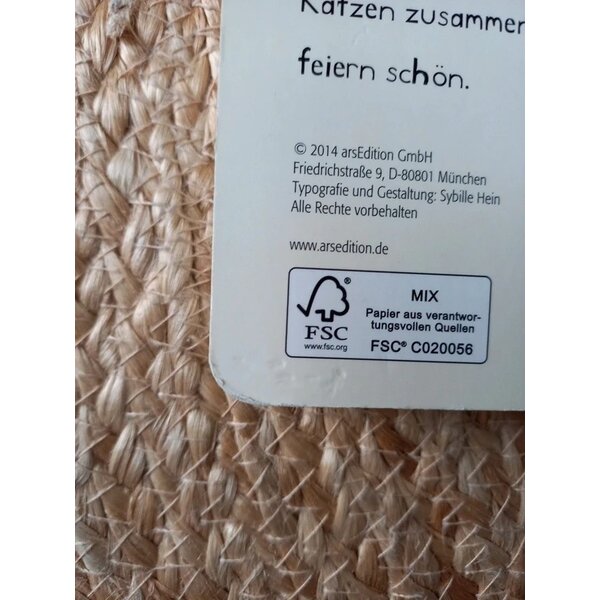 Katzen zusammen
feiern schön.
© 2014 arsEdition GmbH
Friedrichstraße 9, D-80801 München
Typografie und Gestaltung: Sybille Hein
Alle Rechte vorbehalten
www.arsedition.de
FSC
www.fsc.org
MIX
Papier aus verantwor-
tungsvollen Quellen
FSC® C020056